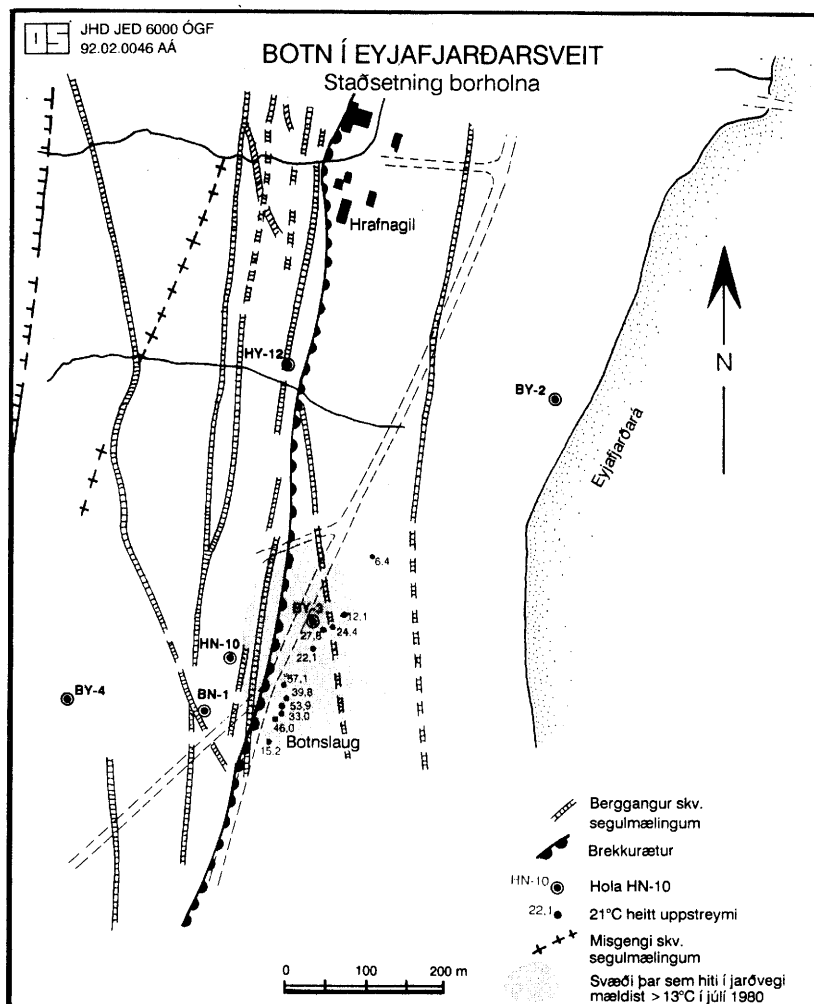 OS
JHD JED 6000 ÓGF
92.02.0046 AÁ
BOTN Í EYJAFJARÐARSVEIT
Staðsetning borholna
Hrafnagil
HY-12
BY-2
N
Eyjafjarðará
6.4
BY-3
12.1
27,8
24.4
22,1
HN-10
57,1
39,8
BY-4
BN-1
53,9
33,0
46,0
15.2
Botnslaug
Berggangur skv.
segulmælingum
Brekkurætur
HN-10
Hola HN-10
22,1
21°C heitt uppstreymi
Misgengi skv.
segulmælingum
Svæði þar sem hiti í jarðvegi
mældist > 13°C í júlí 1980
0 100 200 m